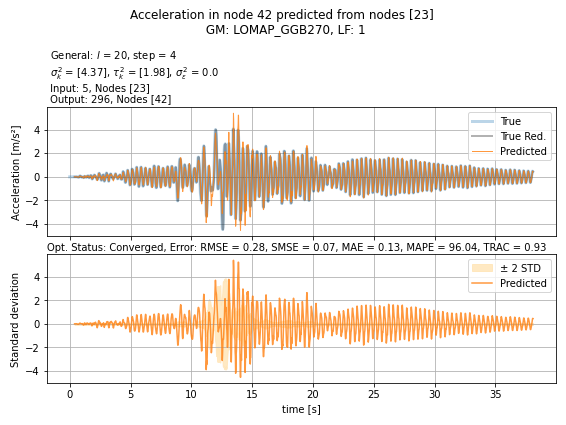 Acceleration in node 42 predicted from nodes [23]
GM: LOMAP_GGB270, LF: 1
General: l = 20, step = 4
σ²ₖ = [4.37], τ²ₖ = [1.98], σ²ε = 0.0
Input: 5, Nodes [23]
Output: 296, Nodes [42]
Acceleration [m/s²]
4
2
0
−2
−4
True
True Red.
Predicted
Opt. Status: Converged, Error: RMSE = 0.28, SMSE = 0.07, MAE = 0.13, MAPE = 96.04, TRAC = 0.93
Standard deviation
4
2
0
−2
−4
± 2 STD
Predicted
0 5 10 15 20 25 30 35
time [s]